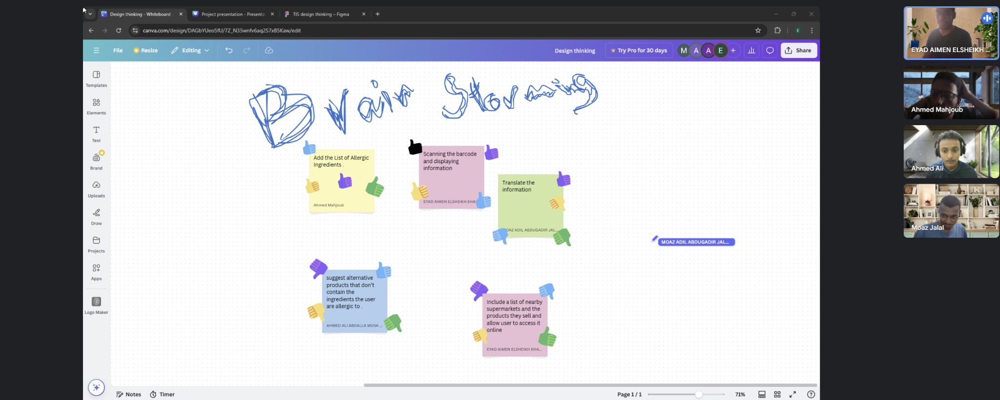 Design thinking - Whiteboard -
Project presentation - Presenta
TIS design thinking – Figma
canva.com/design/DAGbYUeo5fU/7Z_N35wnfv6aq2S7xB5Kaw/edit
E
File
Resize
Editing
Design thinking
Try Pro for 30 days
M
A
A
E
Share
Templates
Elements
Text
Brand
Uploads
Draw
Projects
Apps
Logo Maker
Brain Storming
Add the List of Allergic
Ingredients .
Ahmed Mahjoub
Scanning the barcode
and displaying
information
EYAD AIMEN ELSHEIKH KHA...
Translate the
information
MOAZ ADIL ABDUGADIR JAL...
MOAZ ADIL ABDUGADIR JAL...
suggest alternative
products that don't
contain the
ingredients the user
are allergic to .
AHMED ALI ABDALLA MUSA ...
Include a list of nearby
supermarkets and the
products they sell and
allow user to access it
online
EYAD AIMEN ELSHEIKH KHA...
Notes
Timer
Page 1 / 1
71%
EYAD AIMEN ELSHEIKH ...
Ahmed Mahjoub
Ahmed Ali
Moaz Jalal